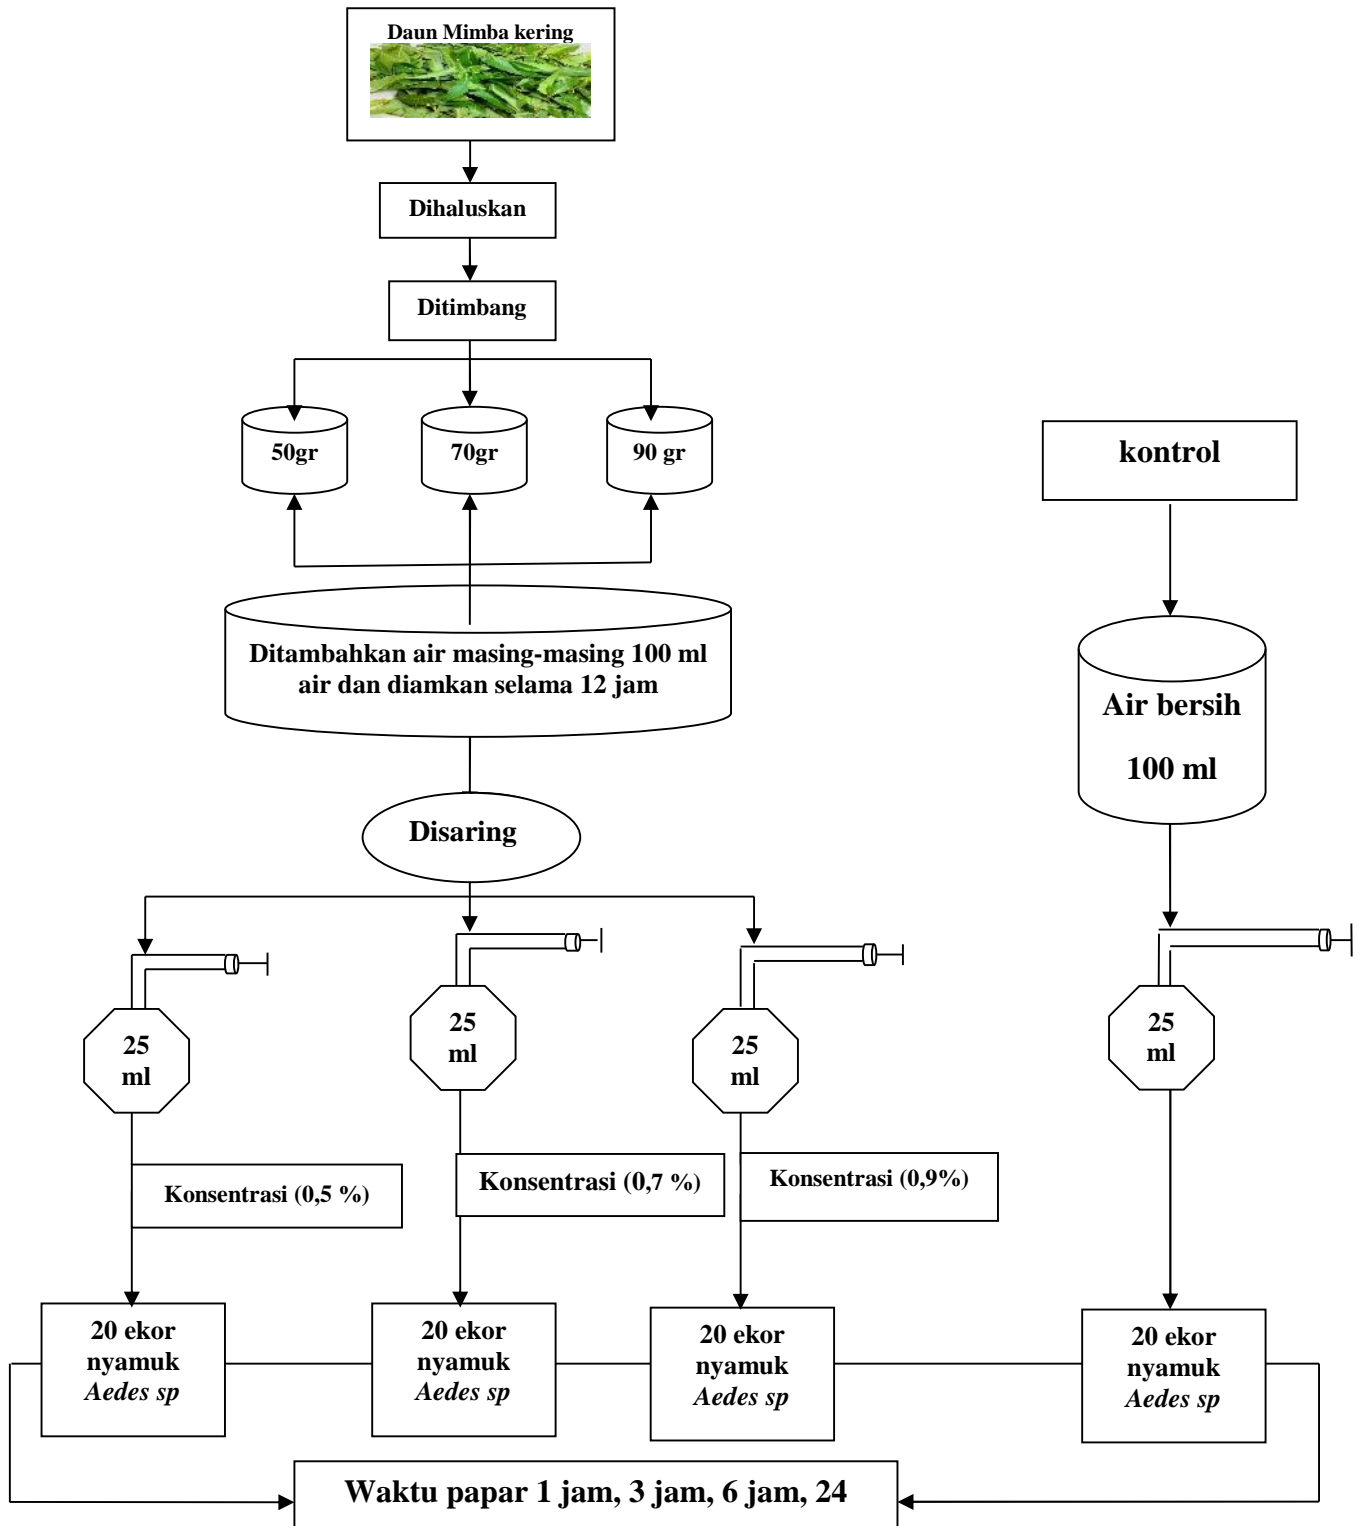 Daun Mimba kering
Dihaluskan
Ditimbang
50gr
70gr
90 gr
kontrol
Ditambahkan air masing-masing 100 ml
air dan diamkan selama 12 jam
Air bersih
100 ml
Disaring
25
ml
25
ml
25
ml
25
ml
Konsentrasi (0,5 %)
Konsentrasi (0,7 %)
Konsentrasi (0,9%)
20 ekor
nyamuk
Aedes sp
20 ekor
nyamuk
Aedes sp
20 ekor
nyamuk
Aedes sp
20 ekor
nyamuk
Aedes sp
Waktu papar 1 jam, 3 jam, 6 jam, 24